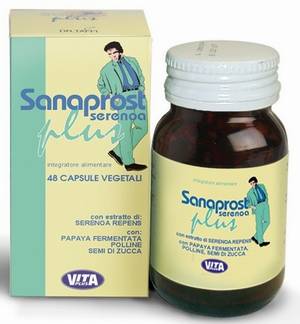 Sanaprost
serenoa
plus
integratore alimentare
48 CAPSULE VEGETALI
con estratto di:
SERENOA REPENS
con:
PAPAYA FERMENTATA
POLLINE
SEMI DI ZUCCA
VITA
PLUS
integratore alimentare
Sanaprost
serenoa
plus
con estratto di SERENOA REPENS
con PAPAYA FERMENTATA,
POLLINE, SEMI DI ZUCCA
VITA
PLUS